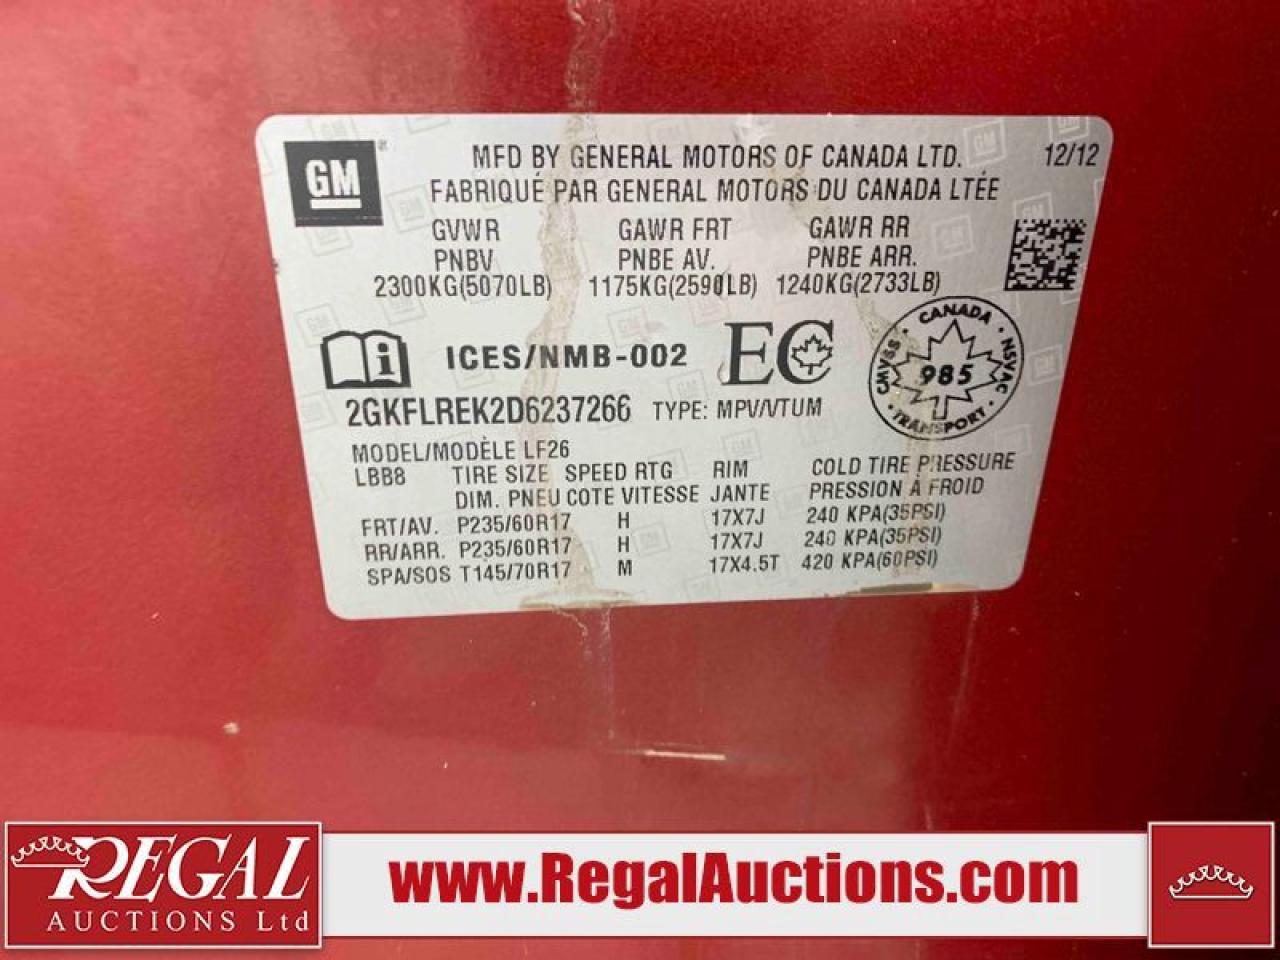 GM
MFD BY GENERAL MOTORS OF CANADA LTD. 12/12
FABRIQUÉ PAR GENERAL MOTORS DU CANADA LTÉE
GVWR GAWR FRT GAWR RR
PNBV PNBE AV. PNBE ARR.
2300KG(5070LB) 1175KG(2590LB) 1240KG(2733LB)
ICES/NMB-002 EC
CANADA
CMVSS NSVAC
985
TRANSPORT
2GKFLREK2D6237266 TYPE: MPV/VTUM
MODEL/MODÈLE LF26
LBB8 TIRE SIZE SPEED RTG RIM COLD TIRE PRESSURE
DIM. PNEU COTE VITESSE JANTE PRESSION À FROID
FRT/AV. P235/60R17 H 17X7J 240 KPA(35PSI)
RR/ARR. P235/60R17 H 17X7J 240 KPA(35PSI)
SPA/SOS T145/70R17 M 17X4.5T 420 KPA(60PSI)
REGAL
AUCTIONS Ltd
www.RegalAuctions.com